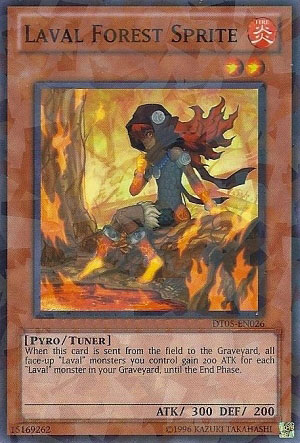 LAVAL FOREST SPRITE
FIRE
炎
DT05-EN026
[PYRO/TUNER]
When this card is sent from the field to the Graveyard, all
face-up "Laval" monsters you control gain 200 ATK for each
"Laval" monster in your Graveyard, until the End Phase.
ATK/ 300 DEF/ 200
15169262
©1996 KAZUKI TAKAHASHI